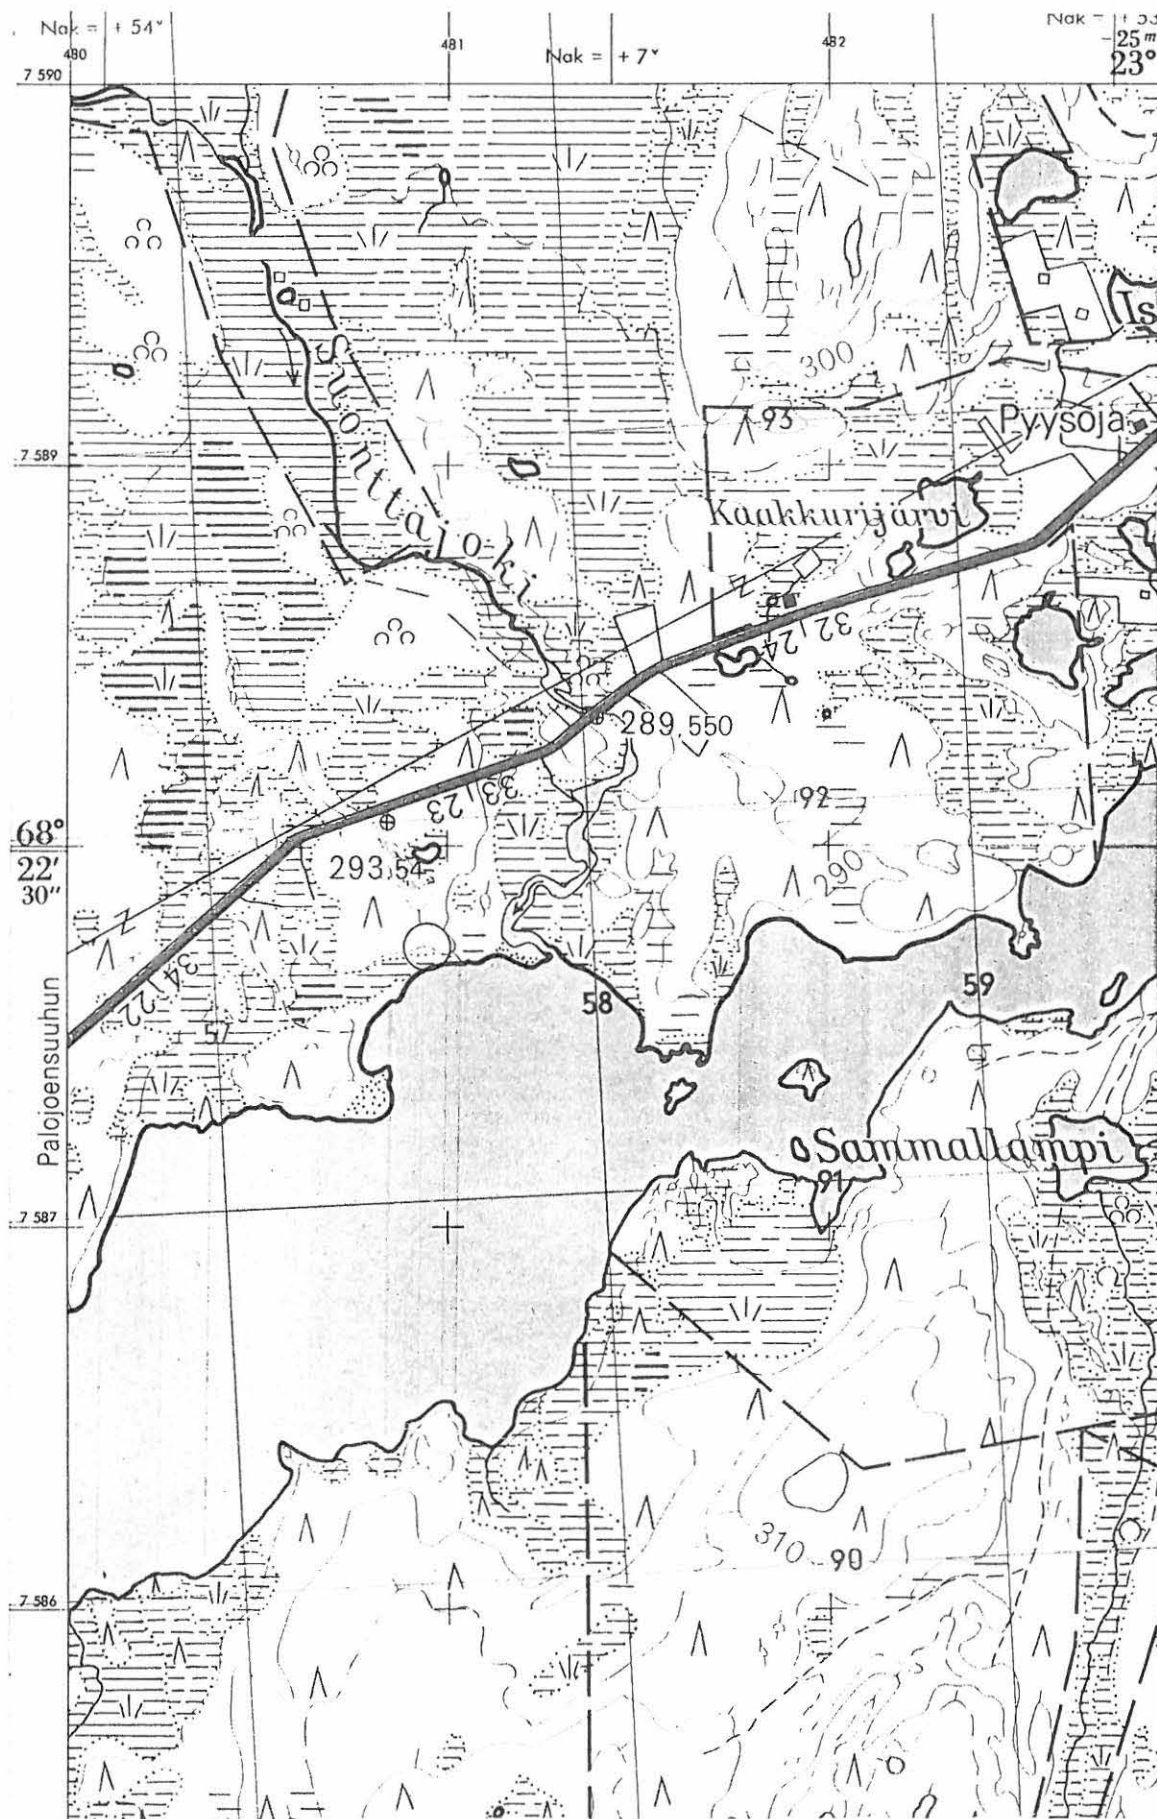 Nak = + 54ᵛ
480
481
Nak = + 7ᵛ
482
Nak = + 53
-25ᵐ
23°
7 590
300
Is
93
Pyysoja
7 589
Suonttajoki
Kaakkurijärvi
32
24
289,550
33
23
92
68°
22'
30"
293,54
290
34
22
59
58
57
Palojoensuuhun
Sammallampi
91
7 587
310
90
7 586